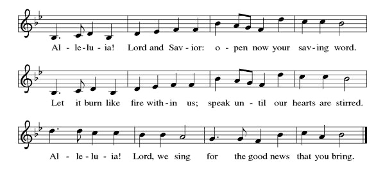 Al - le - lu - ia! Lord and Sav - ior: o - pen now your sav - ing word.
Let it burn like fire with - in us; speak un - til our hearts are stirred.
Al - le - lu - ia! Lord, we sing for the good news that you bring.